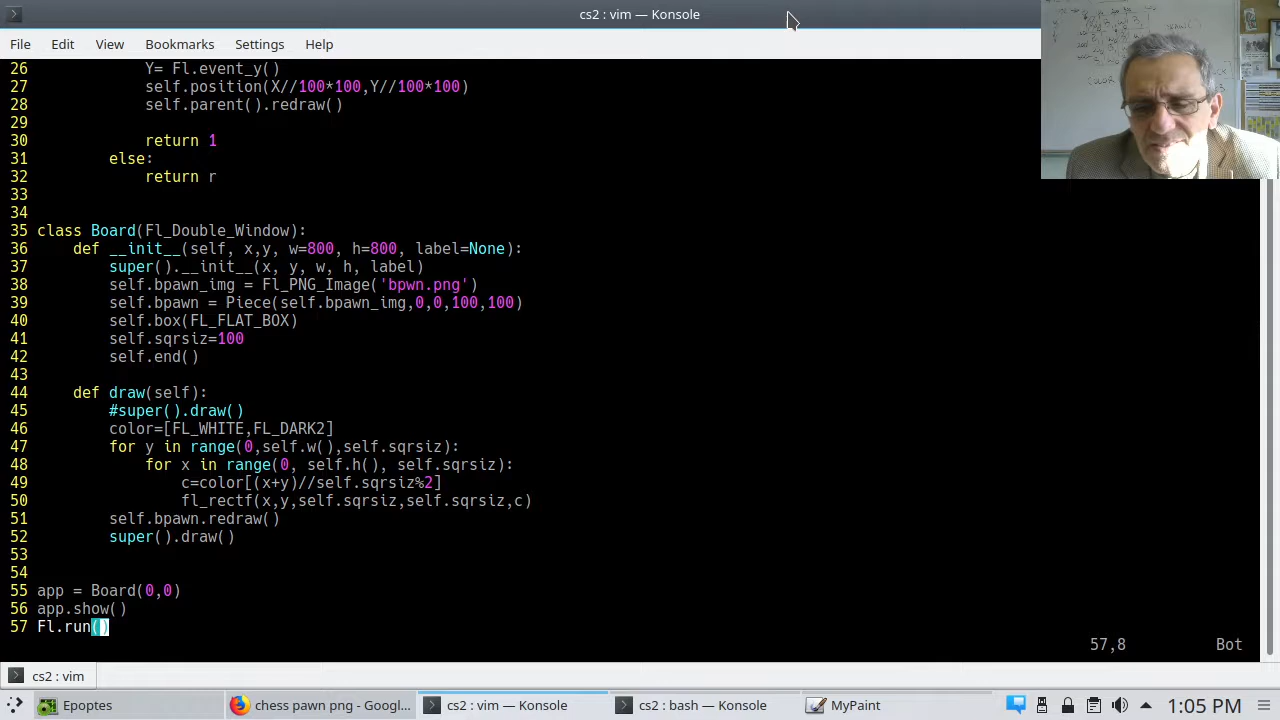 cs2 : vim — Konsole
File Edit View Bookmarks Settings Help
26 Y= Fl.event_y()
27 self.position(X//100*100,Y//100*100)
28 self.parent().redraw()
29
30 return 1
31 else:
32 return r
33
34
35 class Board(Fl_Double_Window):
36 def __init__(self, x,y, w=800, h=800, label=None):
37 super().__init__(x, y, w, h, label)
38 self.bpawn_img = Fl_PNG_Image('bpwn.png')
39 self.bpawn = Piece(self.bpawn_img,0,0,100,100)
40 self.box(FL_FLAT_BOX)
41 self.sqrsiz=100
42 self.end()
43
44 def draw(self):
45 #super().draw()
46 color=[FL_WHITE,FL_DARK2]
47 for y in range(0,self.w(),self.sqrsiz):
48 for x in range(0, self.h(), self.sqrsiz):
49 c=color[(x+y)//self.sqrsiz%2]
50 fl_rectf(x,y,self.sqrsiz,self.sqrsiz,c)
51 self.bpawn.redraw()
52 super().draw()
53
54
55 app = Board(0,0)
56 app.show()
57 Fl.run()
57,8 Bot
cs2 : vim
Epoptes chess pawn png - Googl... cs2 : vim — Konsole cs2 : bash — Konsole MyPaint 1:05 PM